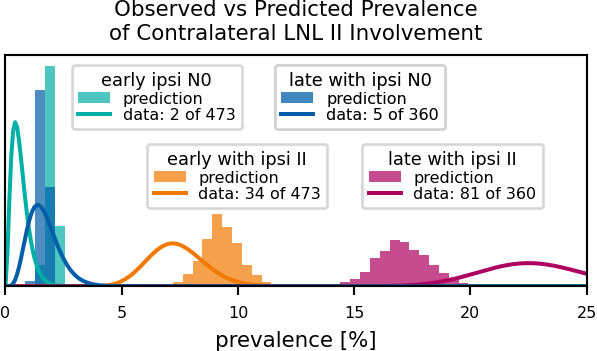 Observed vs Predicted Prevalence
of Contralateral LNL II Involvement
early ipsi N0
prediction
data: 2 of 473
late with ipsi N0
prediction
data: 5 of 360
early with ipsi II
prediction
data: 34 of 473
late with ipsi II
prediction
data: 81 of 360
0 5 10 15 20 25
prevalence [%]